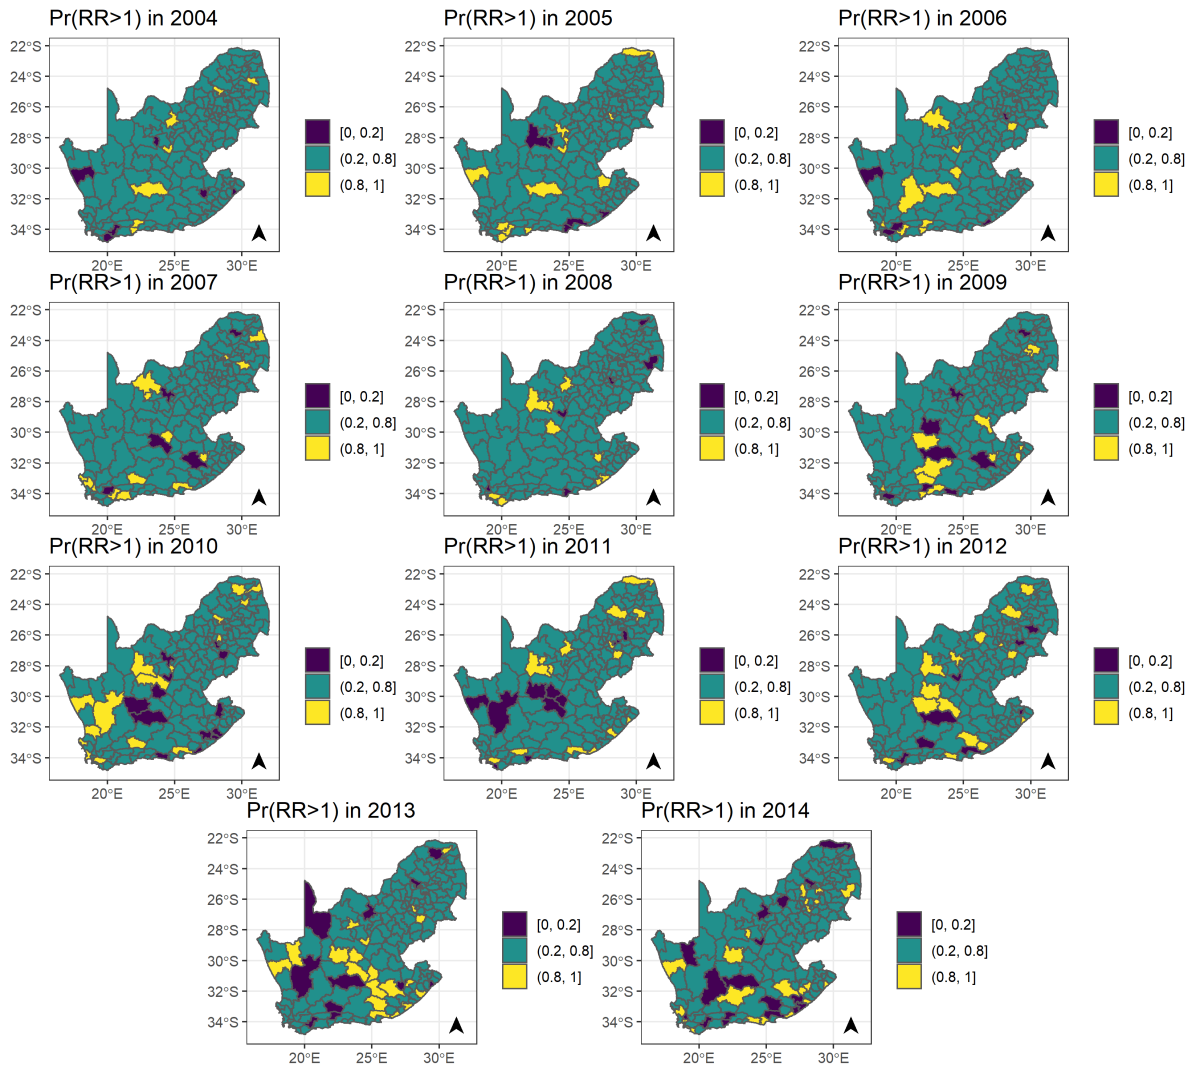 Pr(RR>1) in 2004
22°S
24°S
26°S
28°S
30°S
32°S
34°S
20°E 25°E 30°E
[0, 0.2]
(0.2, 0.8]
(0.8, 1]
Pr(RR>1) in 2005
22°S
24°S
26°S
28°S
30°S
32°S
34°S
20°E 25°E 30°E
[0, 0.2]
(0.2, 0.8]
(0.8, 1]
Pr(RR>1) in 2006
22°S
24°S
26°S
28°S
30°S
32°S
34°S
20°E 25°E 30°E
[0, 0.2]
(0.2, 0.8]
(0.8, 1]
Pr(RR>1) in 2007
22°S
24°S
26°S
28°S
30°S
32°S
34°S
20°E 25°E 30°E
[0, 0.2]
(0.2, 0.8]
(0.8, 1]
Pr(RR>1) in 2008
22°S
24°S
26°S
28°S
30°S
32°S
34°S
20°E 25°E 30°E
[0, 0.2]
(0.2, 0.8]
(0.8, 1]
Pr(RR>1) in 2009
22°S
24°S
26°S
28°S
30°S
32°S
34°S
20°E 25°E 30°E
[0, 0.2]
(0.2, 0.8]
(0.8, 1]
Pr(RR>1) in 2010
22°S
24°S
26°S
28°S
30°S
32°S
34°S
20°E 25°E 30°E
[0, 0.2]
(0.2, 0.8]
(0.8, 1]
Pr(RR>1) in 2011
22°S
24°S
26°S
28°S
30°S
32°S
34°S
20°E 25°E 30°E
[0, 0.2]
(0.2, 0.8]
(0.8, 1]
Pr(RR>1) in 2012
22°S
24°S
26°S
28°S
30°S
32°S
34°S
20°E 25°E 30°E
[0, 0.2]
(0.2, 0.8]
(0.8, 1]
Pr(RR>1) in 2013
22°S
24°S
26°S
28°S
30°S
32°S
34°S
20°E 25°E 30°E
[0, 0.2]
(0.2, 0.8]
(0.8, 1]
Pr(RR>1) in 2014
22°S
24°S
26°S
28°S
30°S
32°S
34°S
20°E 25°E 30°E
[0, 0.2]
(0.2, 0.8]
(0.8, 1]